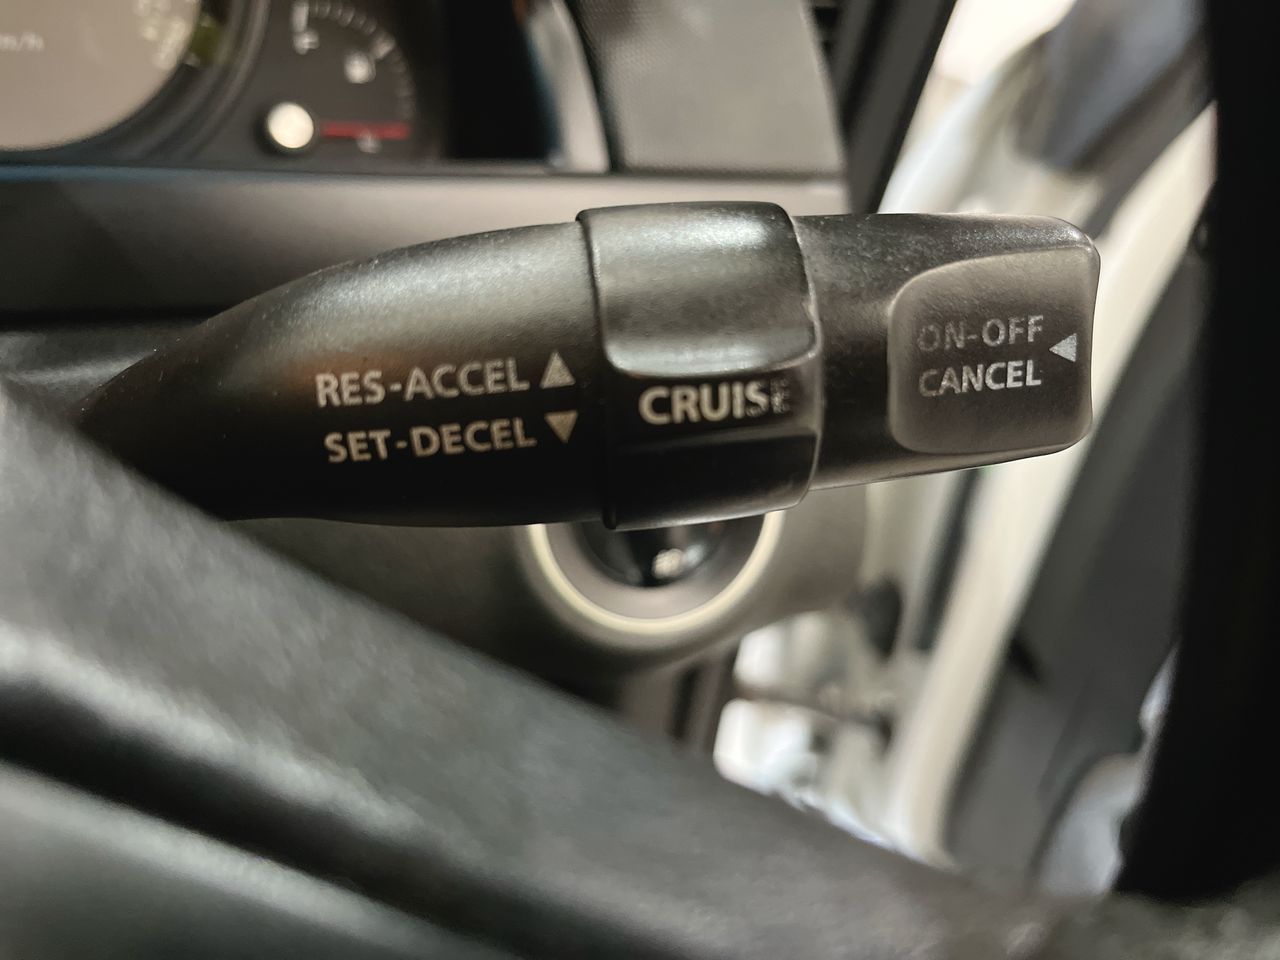 RES-ACCEL ▲
SET-DECEL ▼
CRUISE
ON-OFF
CANCEL ◀